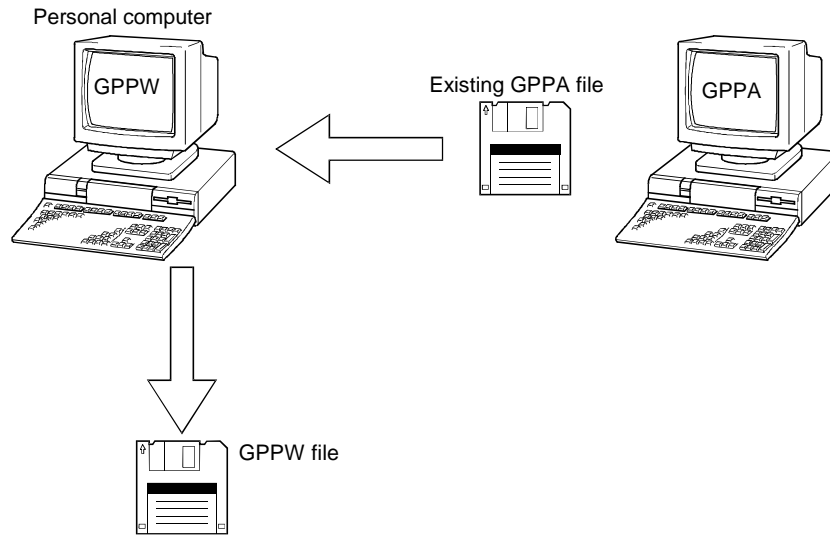 Personal computer
GPPW
Existing GPPA file
GPPA
GPPW file